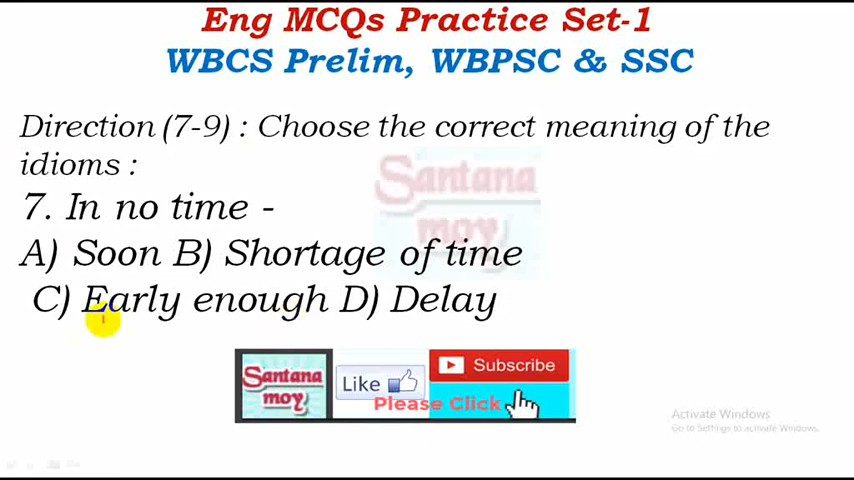 Eng MCQs Practice Set-1
WBCS Prelim, WBPSC & SSC
Direction (7-9) : Choose the correct meaning of the
idioms :
7. In no time -
A) Soon B) Shortage of time
C) Early enough D) Delay
Santana
moy
Santana
moy
Like
Subscribe
Please Click
Activate Windows
Go to Settings to activate Windows.